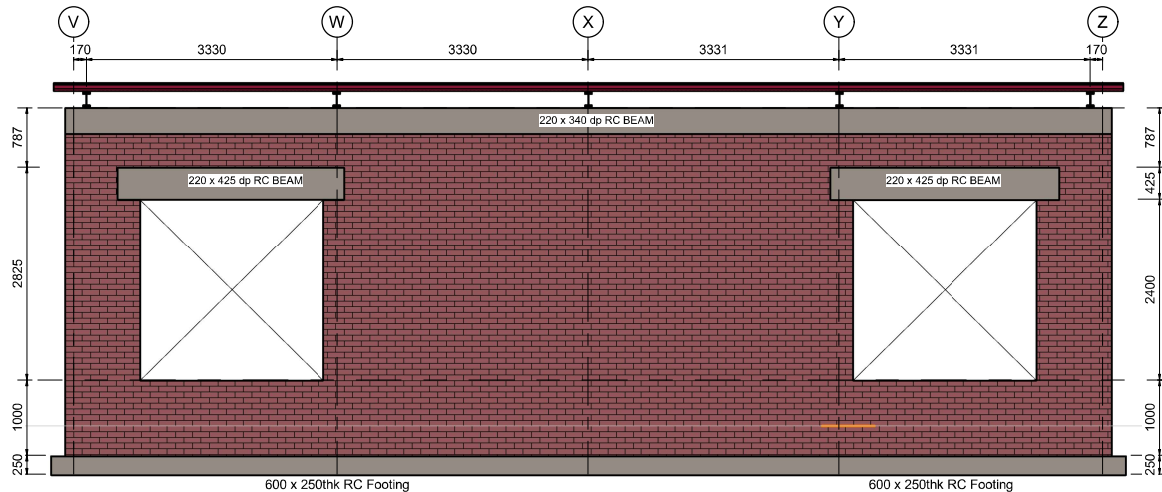 V
W
X
Y
Z
170
3330
3330
3331
3331
170
220 x 340 dp RC BEAM
787
787
220 x 425 dp RC BEAM
220 x 425 dp RC BEAM
425
2825
2400
1000
1000
250
250
600 x 250thk RC Footing
600 x 250thk RC Footing